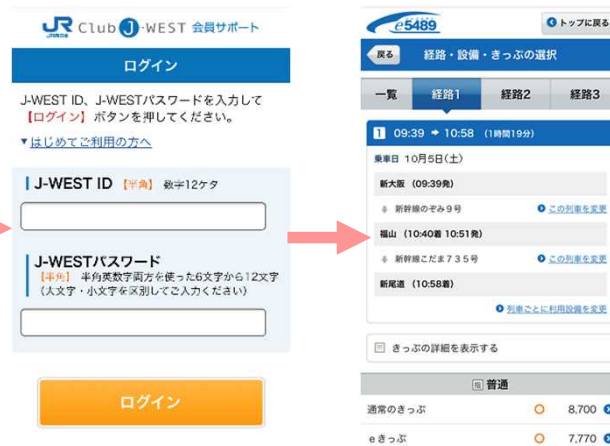 JR Club J-WEST 会員サポート
ログイン
J-WEST ID、J-WESTパスワードを入力して
【ログイン】ボタンを押してください。
▼はじめてご利用の方へ
J-WEST ID 【半角】 数字12ケタ
J-WESTパスワード
【半角】 半角英数字両方を使った6文字から12文字
(大文字・小文字を区別してご入力ください)
ログイン
e5489
トップに戻る
戻る 経路・設備・きっぷの選択
一覧 経路1 経路2 経路3
1 09:39 → 10:58 (1時間19分)
乗車日 10月5日(土)
新大阪 (09:39発)
新幹線のぞみ9号 この列車を変更
福山 (10:40着 10:51発)
新幹線こだま735号 この列車を変更
新尾道 (10:58着)
列車ごとに利用設備を変更
きっぷの詳細を表示する
指 普通
通常のきっぷ ○ 8,700
eきっぷ ○ 7,770